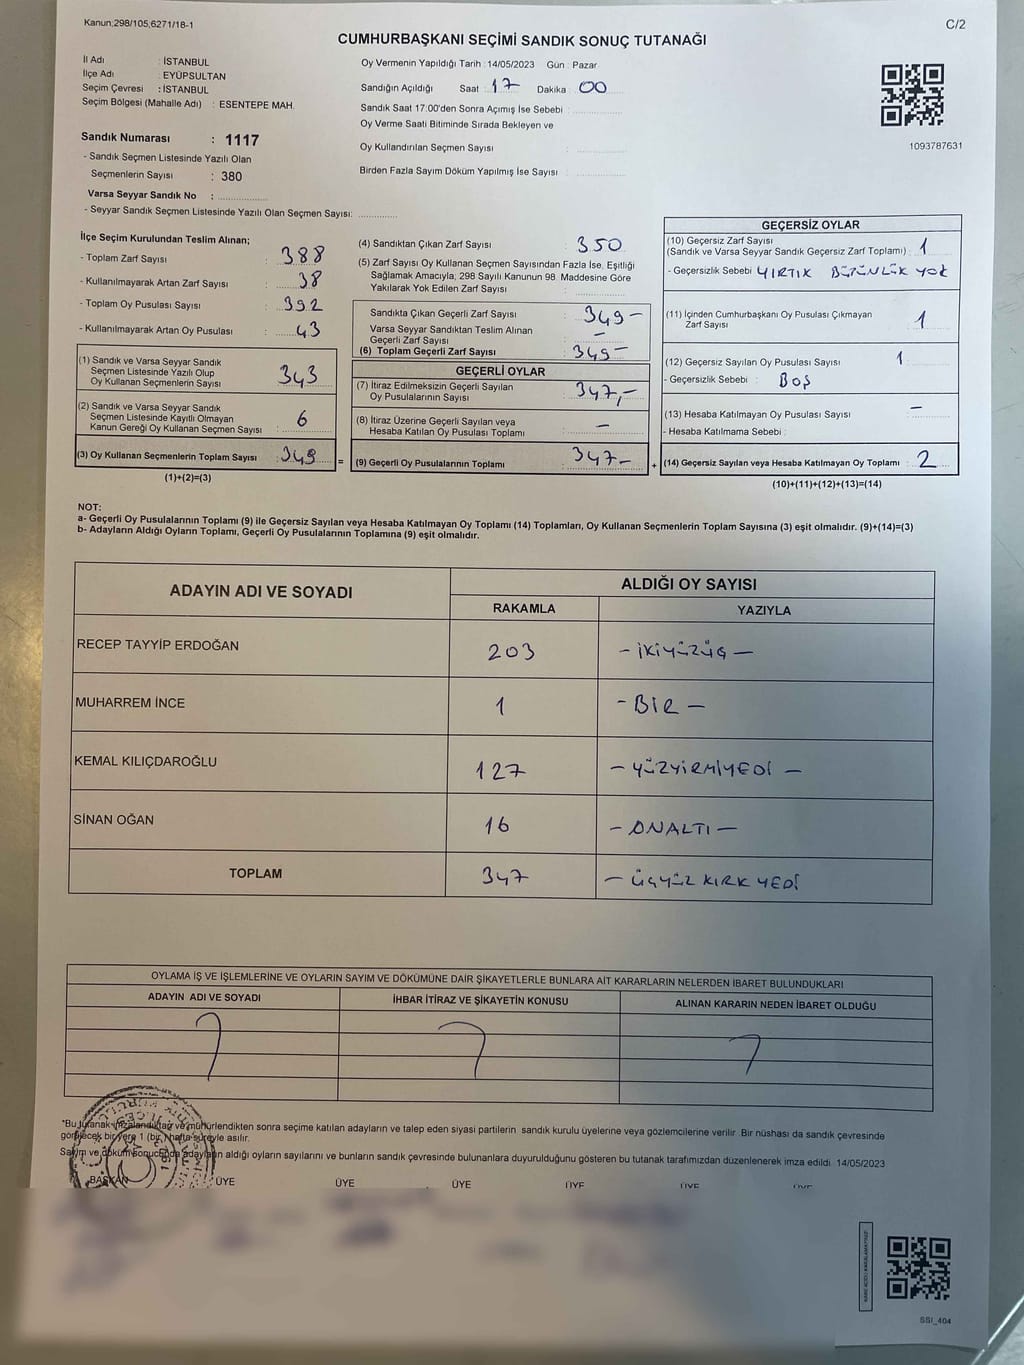 Kanun,298/105,6271/18-1
C/2
CUMHURBAŞKANI SEÇİMİ SANDIK SONUÇ TUTANAĞI
İl Adı : İSTANBUL
İlçe Adı : EYÜPSULTAN
Seçim Çevresi : İSTANBUL
Seçim Bölgesi (Mahalle Adı) : ESENTEPE MAH.
Sandık Numarası : 1117
- Sandık Seçmen Listesinde Yazılı Olan
Seçmenlerin Sayısı : 380
Varsa Seyyar Sandık No :
- Seyyar Sandık Seçmen Listesinde Yazılı Olan Seçmen Sayısı:
Oy Vermenin Yapıldığı Tarih : 14/05/2023 Gün : Pazar
Sandığın Açıldığı Saat : 17 Dakika : 00
Sandık Saat 17:00'den Sonra Açımış İse Sebebi :
Oy Verme Saati Bitiminde Sırada Bekleyen ve
Oy Kullandırılan Seçmen Sayısı :
Birden Fazla Sayım Döküm Yapılmış İse Sayısı :
1093787631
İlçe Seçim Kurulundan Teslim Alınan;
- Toplam Zarf Sayısı : 388
- Kullanılmayarak Artan Zarf Sayısı : 38
- Toplam Oy Pusulası Sayısı : 392
- Kullanılmayarak Artan Oy Pusulası : 43
(1) Sandık ve Varsa Seyyar Sandık
Seçmen Listesinde Yazılı Olup
Oy Kullanan Seçmenlerin Sayısı : 343
(2) Sandık ve Varsa Seyyar Sandık
Seçmen Listesinde Kayıtlı Olmayan
Kanun Gereği Oy Kullanan Seçmen Sayısı : 6
(3) Oy Kullanan Seçmenlerin Toplam Sayısı : 349
(1)+(2)=(3)
=
(4) Sandıktan Çıkan Zarf Sayısı : 350
(5) Zarf Sayısı Oy Kullanan Seçmen Sayısından Fazla İse, Eşitliği
Sağlamak Amacıyla, 298 Sayılı Kanunun 98. Maddesine Göre
Yakılarak Yok Edilen Zarf Sayısı :
Sandıkta Çıkan Geçerli Zarf Sayısı : 349-
Varsa Seyyar Sandıktan Teslim Alınan
Geçerli Zarf Sayısı : -
(6) Toplam Geçerli Zarf Sayısı : 349-
GEÇERLİ OYLAR
(7) İtiraz Edilmeksizin Geçerli Sayılan
Oy Pusulalarının Sayısı : 347,-
(8) İtiraz Üzerine Geçerli Sayılan veya
Hesaba Katılan Oy Pusulası Toplamı : -
(9) Geçerli Oy Pusulalarının Toplamı : 347-
+
GEÇERSİZ OYLAR
(10) Geçersiz Zarf Sayısı
(Sandık ve Varsa Seyyar Sandık Geçersiz Zarf Toplamı) : 1
- Geçersizlik Sebebi : YIRTIK BÜTÜNLÜK YOK
(11) İçinden Cumhurbaşkanı Oy Pusulası Çıkmayan
Zarf Sayısı : 1
(12) Geçersiz Sayılan Oy Pusulası Sayısı : 1
- Geçersizlik Sebebi : BOŞ
(13) Hesaba Katılmayan Oy Pusulası Sayısı : -
- Hesaba Katılmama Sebebi :
(14) Geçersiz Sayılan veya Hesaba Katılmayan Oy Toplamı : 2
(10)+(11)+(12)+(13)=(14)
NOT:
a- Geçerli Oy Pusulalarının Toplamı (9) ile Geçersiz Sayılan veya Hesaba Katılmayan Oy Toplamı (14) Toplamları, Oy Kullanan Seçmenlerin Toplam Sayısına (3) eşit olmalıdır. (9)+(14)=(3)
b- Adayların Aldığı Oyların Toplamı, Geçerli Oy Pusulalarının Toplamına (9) eşit olmalıdır.
ADAYIN ADI VE SOYADI
ALDIĞI OY SAYISI
RAKAMLA YAZIYLA
RECEP TAYYİP ERDOĞAN 203 - İKİYÜZÜÇ -
MUHARREM İNCE 1 - BİR -
KEMAL KILIÇDAROĞLU 127 - YÜZYİRMİYEDİ -
SİNAN OĞAN 16 - ONALTI -
TOPLAM 347 - ÜÇYÜZ KIRK YEDİ
OYLAMA İŞ VE İŞLEMLERİNE VE OYLARIN SAYIM VE DÖKÜMÜNE DAİR ŞİKAYETLERLE BUNLARA AİT KARARLARIN NELERDEN İBARET BULUNDUKLARI
ADAYIN ADI VE SOYADI İHBAR İTİRAZ VE ŞİKAYETİN KONUSU ALINAN KARARIN NEDEN İBARET OLDUĞU
*Bu tutanak imzalandıktan ve mühürlendikten sonra seçime katılan adayların ve talep eden siyasi partilerin sandık kurulu üyelerine veya gözlemcilerine verilir. Bir nüshası da sandık çevresinde
görülecek bir yere 1 (bir) hafta süreyle asılır.
Sayım ve döküm sonucunda adayların aldığı oyların sayılarını ve bunların sandık çevresinde bulunanlara duyurulduğunu gösteren bu tutanak tarafımızdan düzenlenerek imza edildi. 14/05/2023
BAŞKAN ÜYE ÜYE ÜYE ÜYE ÜYE ÜYE
SSI_404